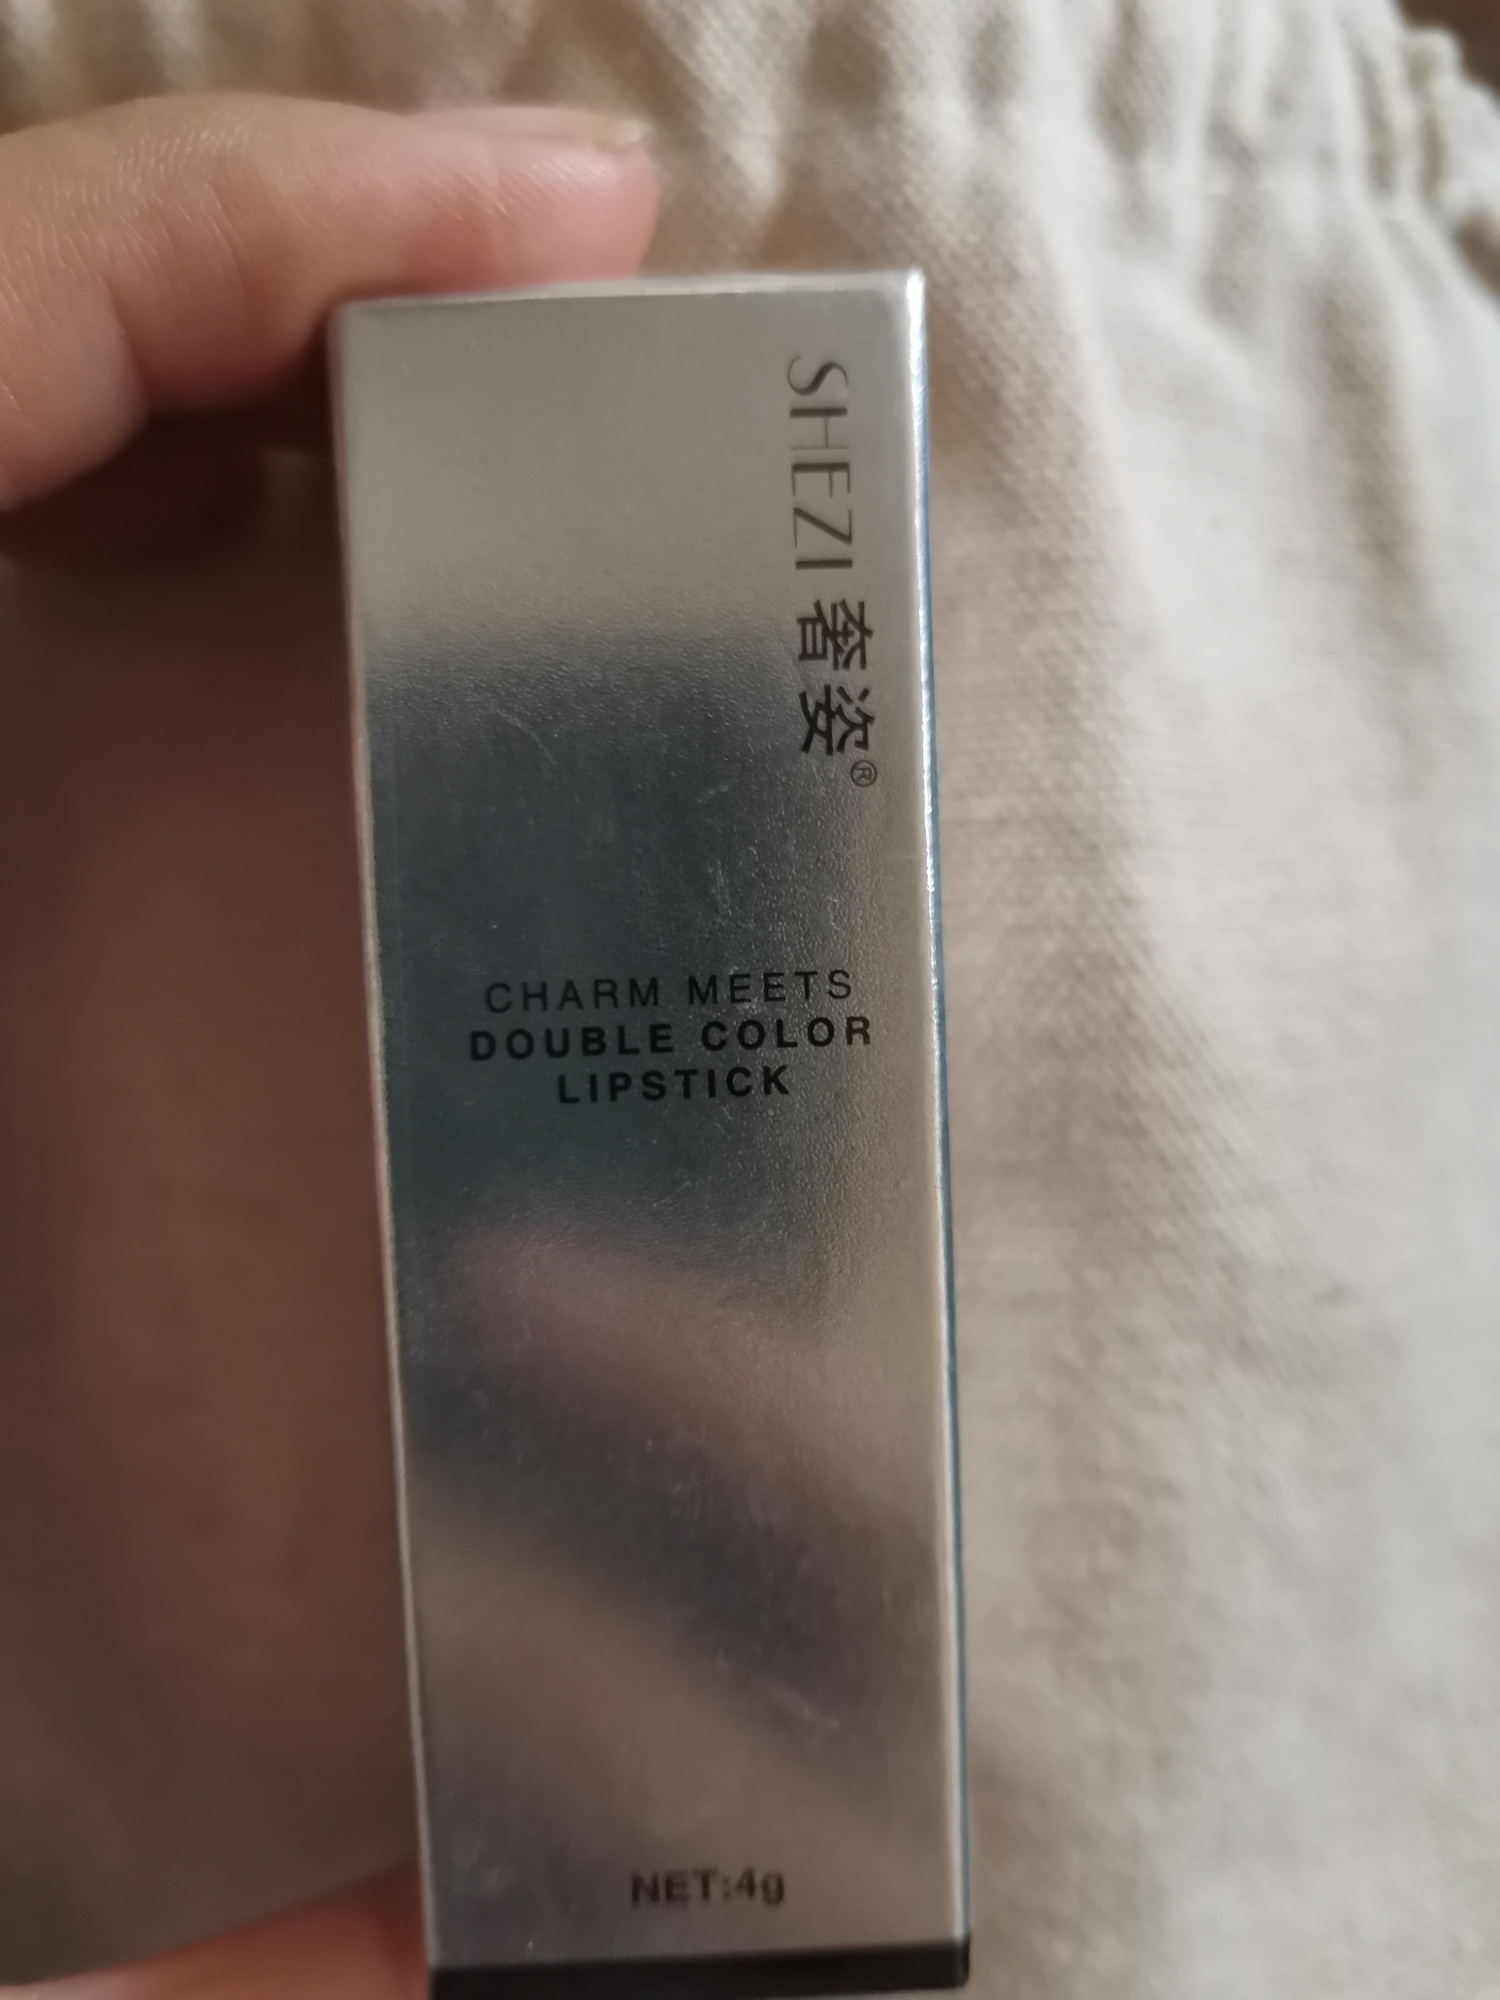 SHEZI 奢姿®
CHARM MEETS
DOUBLE COLOR
LIPSTICK
NET:4g